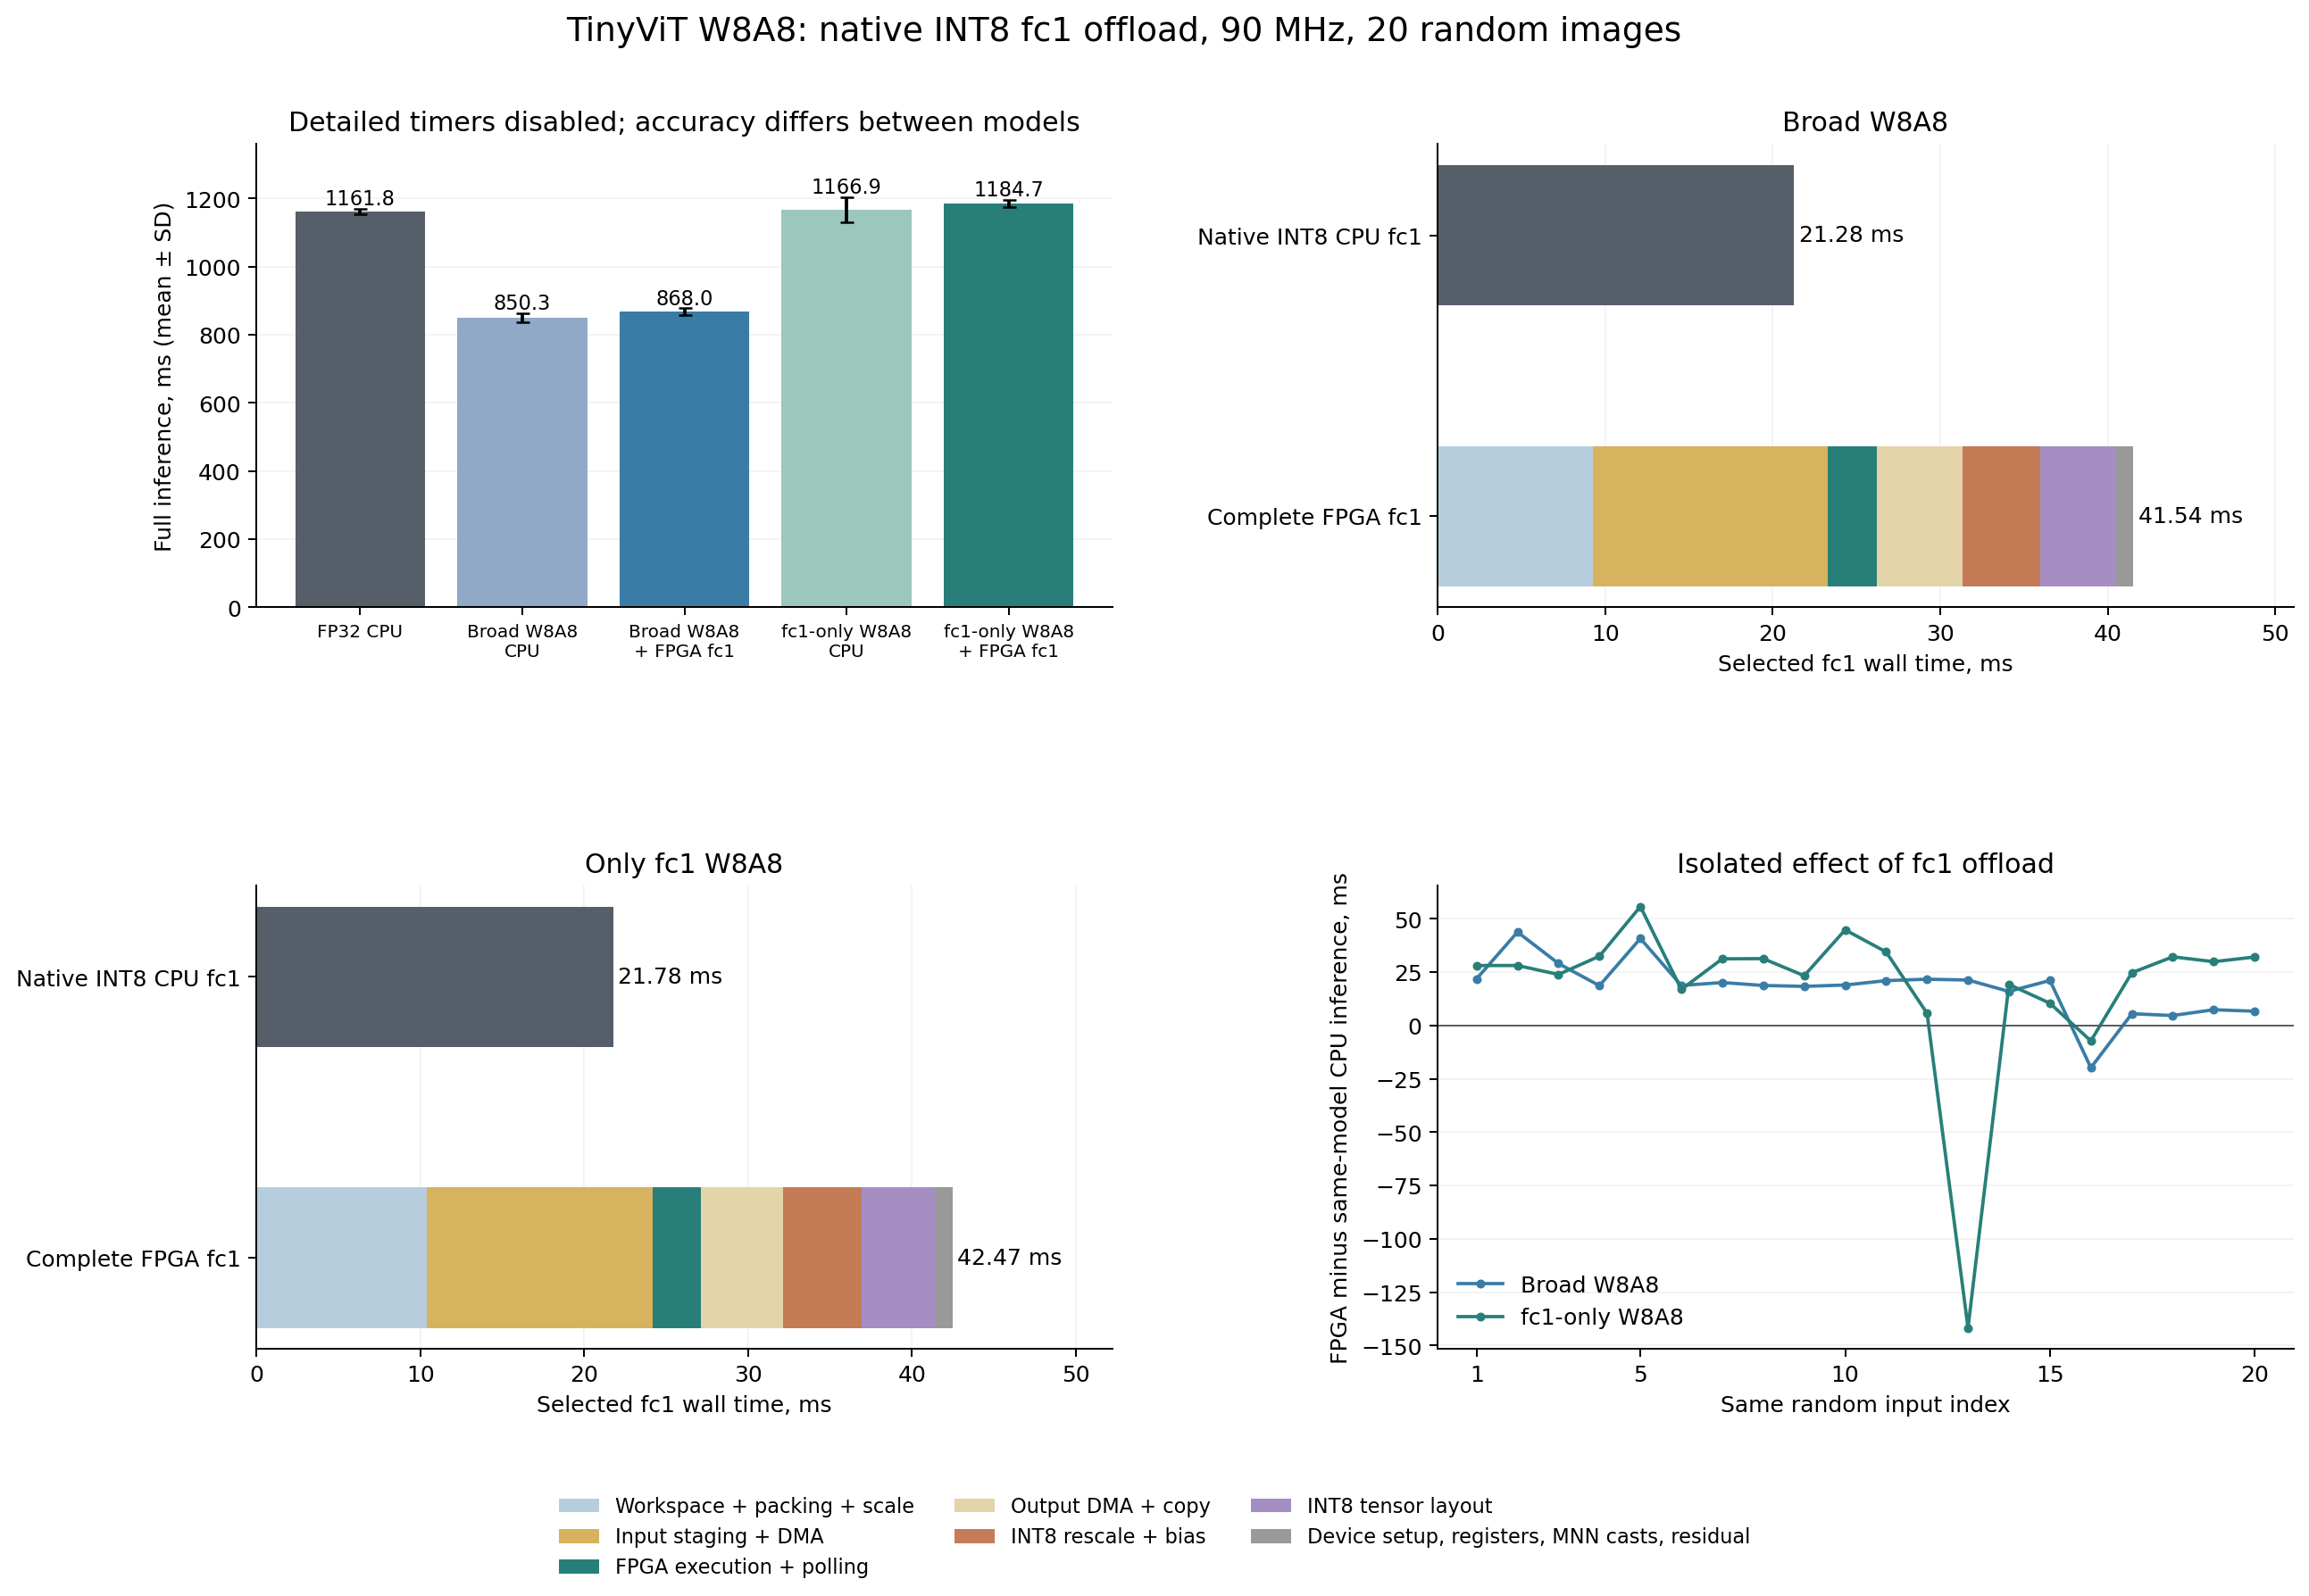 TinyViT W8A8: native INT8 fc1 offload, 90 MHz, 20 random images
Detailed timers disabled; accuracy differs between models
Full inference, ms (mean ± SD)
1200
1000
800
600
400
200
0
1161.8
850.3
868.0
1166.9
1184.7
FP32 CPU
Broad W8A8
CPU
Broad W8A8
+ FPGA fc1
fc1-only W8A8
CPU
fc1-only W8A8
+ FPGA fc1
Broad W8A8
Native INT8 CPU fc1
21.28 ms
Complete FPGA fc1
41.54 ms
0 10 20 30 40 50
Selected fc1 wall time, ms
Only fc1 W8A8
Native INT8 CPU fc1
21.78 ms
Complete FPGA fc1
42.47 ms
0 10 20 30 40 50
Selected fc1 wall time, ms
Isolated effect of fc1 offload
FPGA minus same-model CPU inference, ms
50
25
0
−25
−50
−75
−100
−125
−150
Broad W8A8
fc1-only W8A8
1 5 10 15 20
Same random input index
Workspace + packing + scale
Input staging + DMA
FPGA execution + polling
Output DMA + copy
INT8 rescale + bias
INT8 tensor layout
Device setup, registers, MNN casts, residual